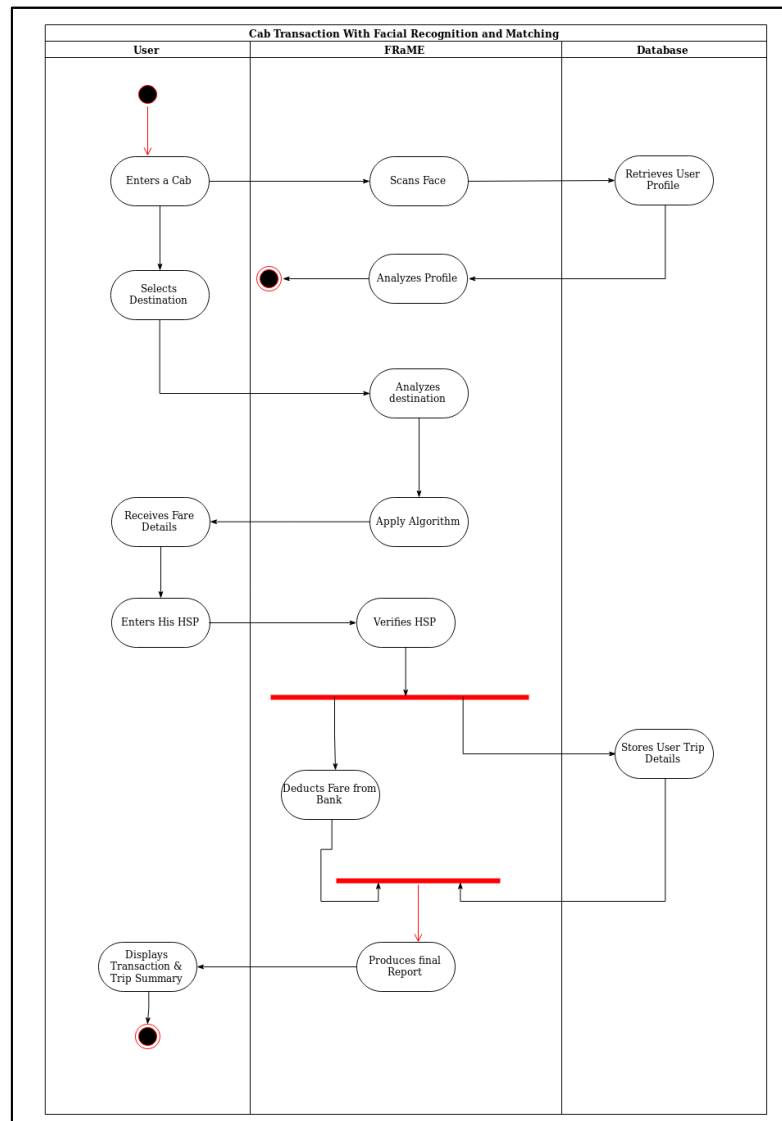 Cab Transaction With Facial Recognition and Matching
User
FRaME
Database
Enters a Cab
Scans Face
Retrieves User
Profile
Selects
Destination
Analyzes Profile
Analyzes
destination
Receives Fare
Details
Apply Algorithm
Enters His HSP
Verifies HSP
Stores User Trip
Details
Deducts Fare from
Bank
Displays
Transaction &
Trip Summary
Produces final
Report